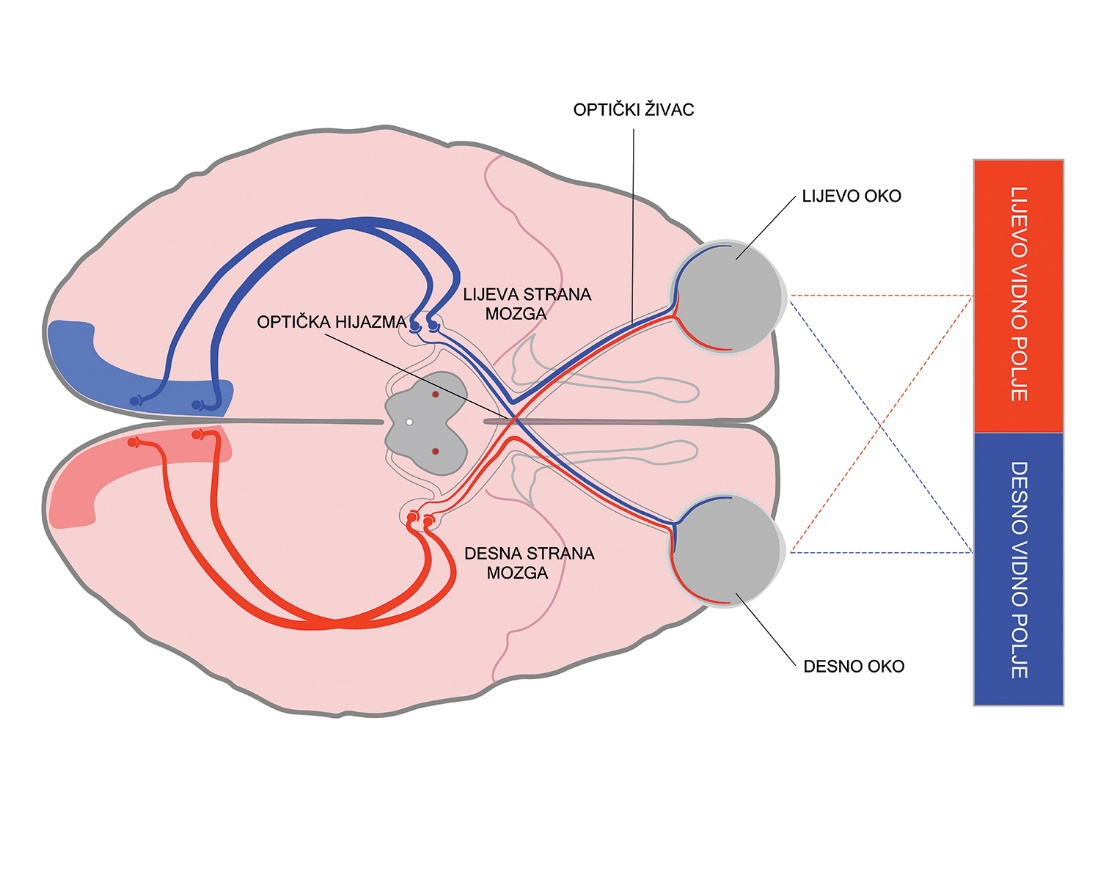 OPTIČKI ŽIVAC
LIJEVO OKO
LIJEVO VIDNO POLJE
LIJEVA STRANA
MOZGA
OPTIČKA HIJAZMA
DESNO VIDNO POLJE
DESNA STRANA
MOZGA
DESNO OKO